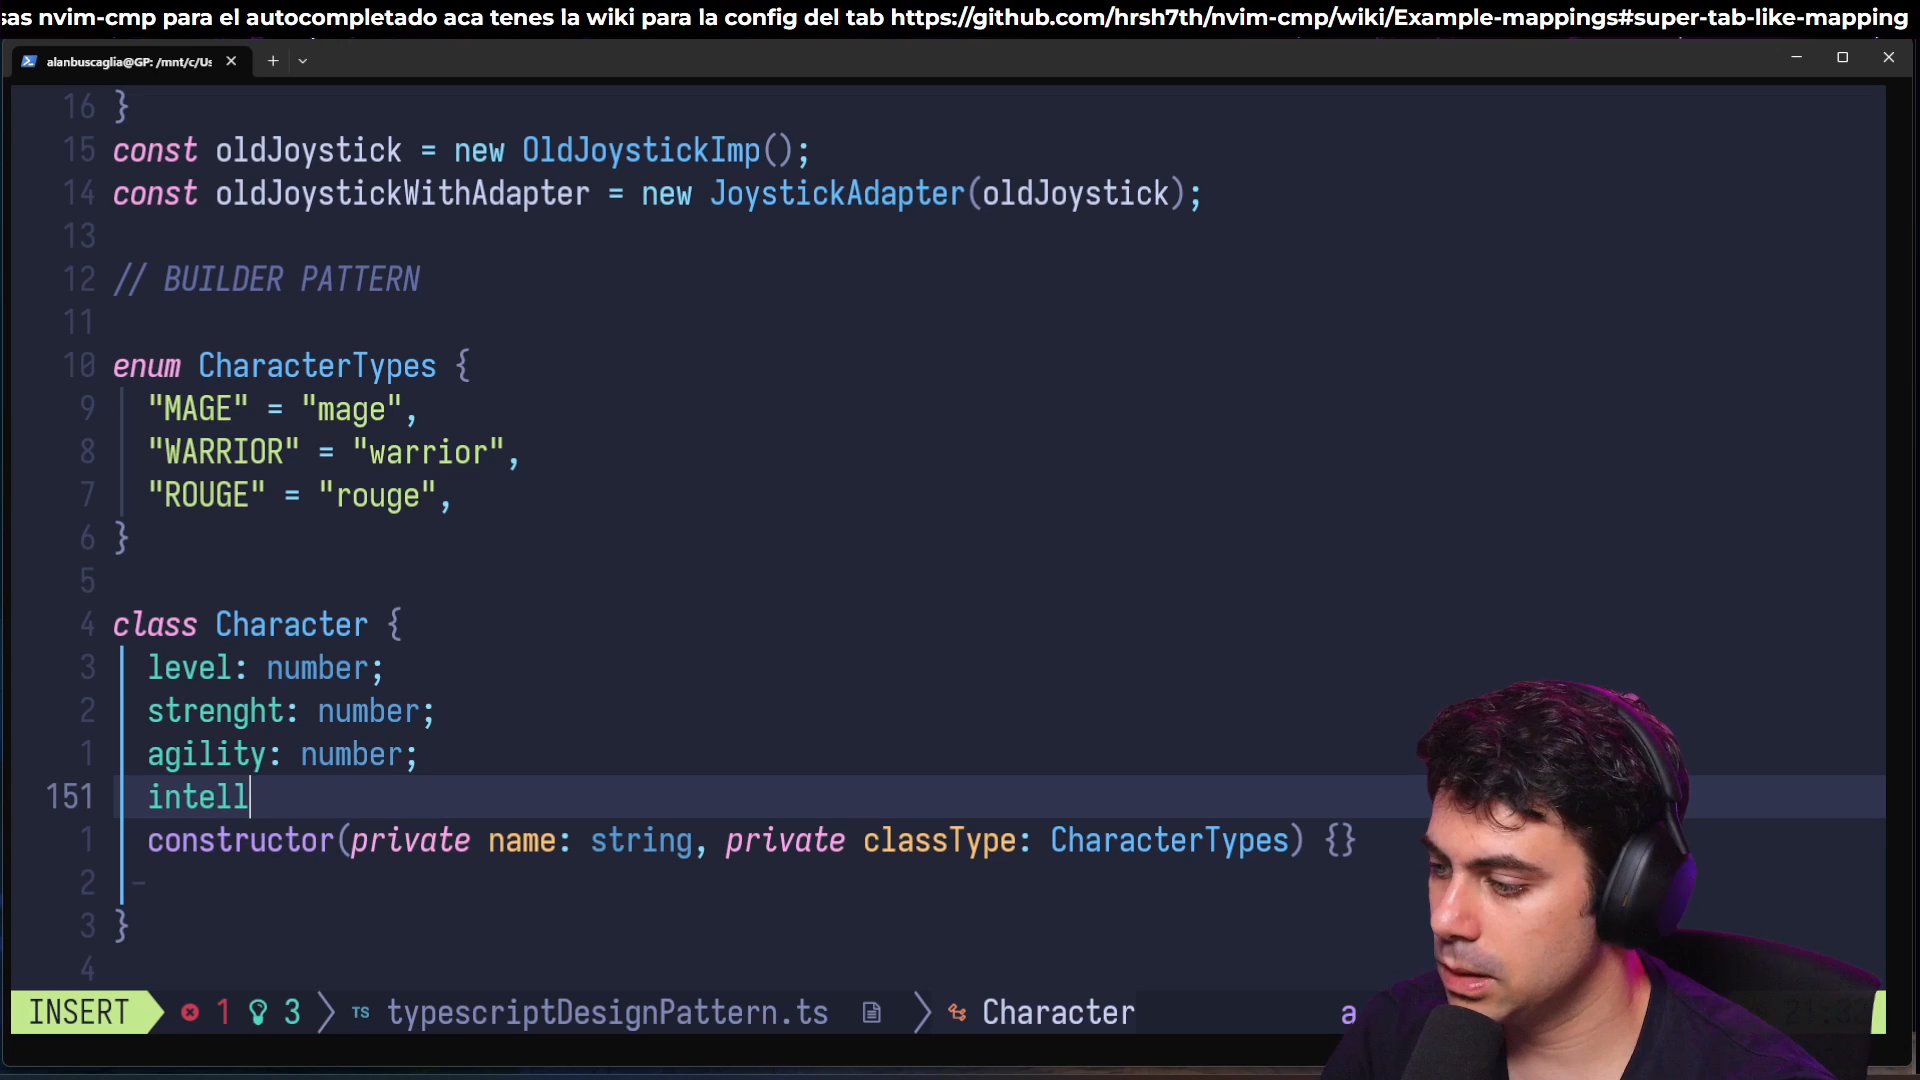 sas nvim-cmp para el autocompletado aca tenes la wiki para la config del tab https://github.com/hrsh7th/nvim-cmp/wiki/Example-mappings#super-tab-like-mapping
alanbuscaglia@GP: /mnt/c/Us
16 }
15 const oldJoystick = new OldJoystickImp();
14 const oldJoystickWithAdapter = new JoystickAdapter(oldJoystick);
13
12 // BUILDER PATTERN
11
10 enum CharacterTypes {
9 "MAGE" = "mage",
8 "WARRIOR" = "warrior",
7 "ROUGE" = "rouge",
6 }
5
4 class Character {
3 level: number;
2 strenght: number;
1 agility: number;
151 intell
1 constructor(private name: string, private classType: CharacterTypes) {}
2
3 }
4
INSERT 1 3 TS typescriptDesignPattern.ts Character a